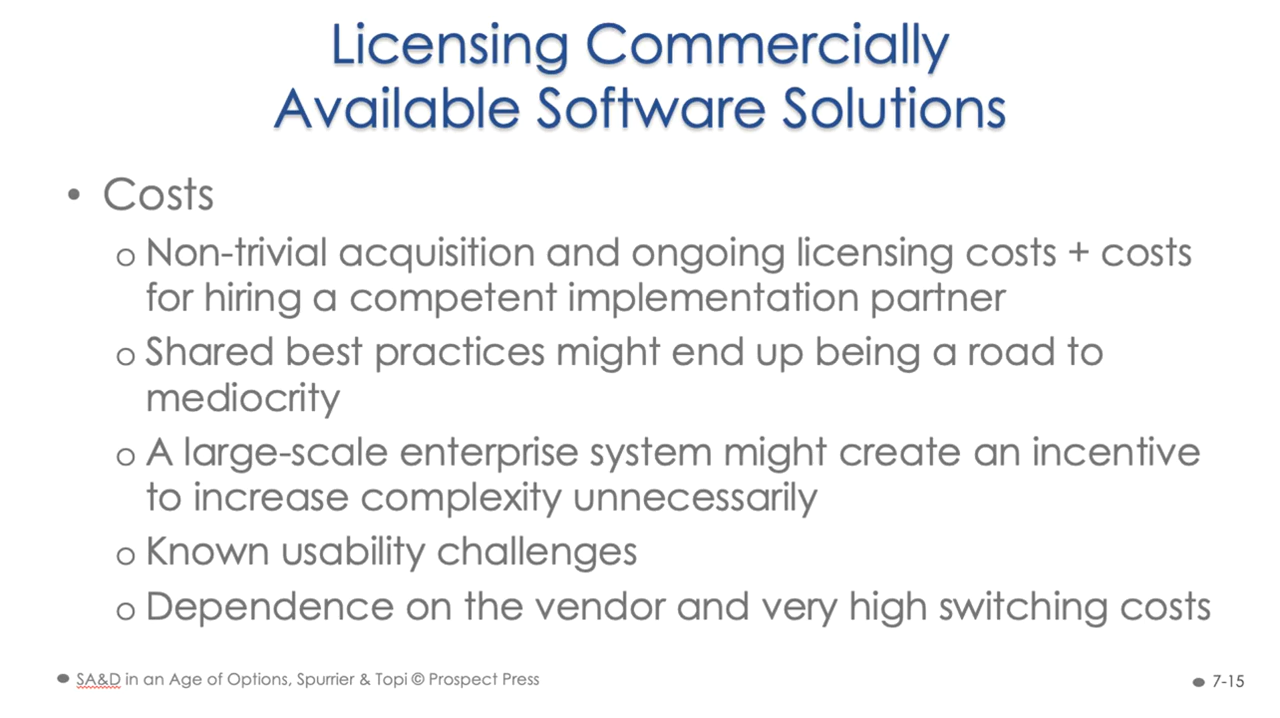 Licensing Commercially
Available Software Solutions
• Costs
o Non-trivial acquisition and ongoing licensing costs + costs
for hiring a competent implementation partner
o Shared best practices might end up being a road to
mediocrity
o A large-scale enterprise system might create an incentive
to increase complexity unnecessarily
o Known usability challenges
o Dependence on the vendor and very high switching costs
• SA&D in an Age of Options, Spurrier & Topi © Prospect Press
• 7-15